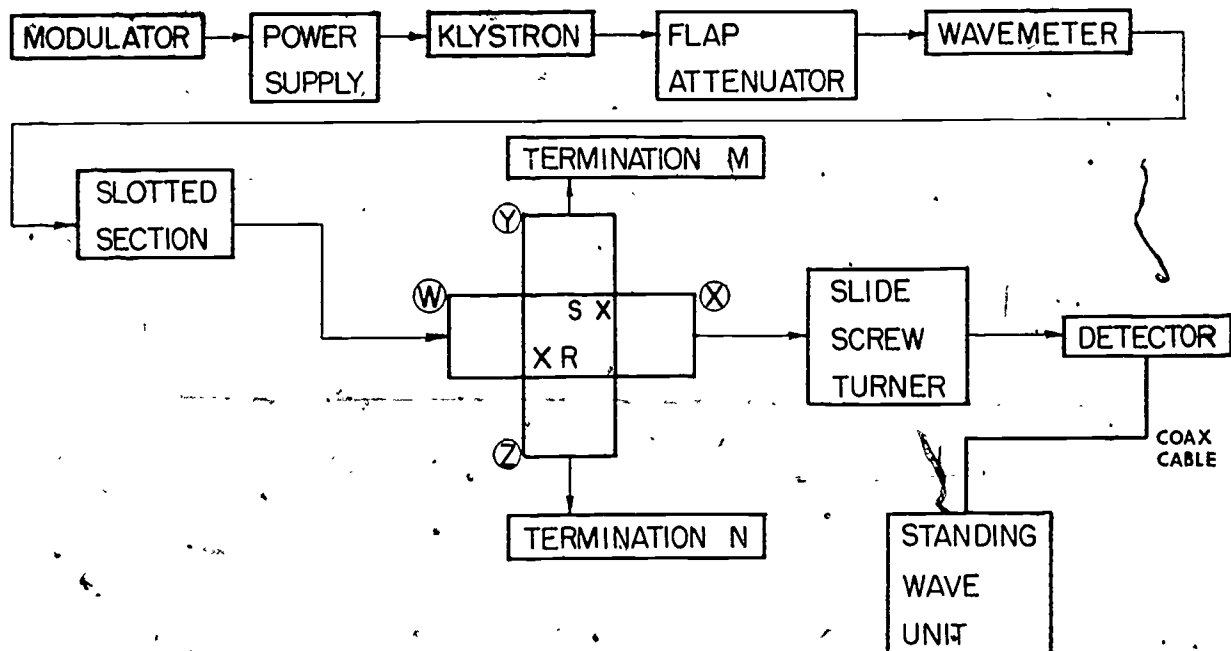 MODULATOR
POWER
SUPPLY
KLYSTRON
FLAP
ATTENUATOR
WAVEMETER
TERMINATION M
SLOTTED
SECTION
Y
W
S X
X R
X
Z
SLIDE
SCREW
TURNER
DETECTOR
COAX
CABLE
TERMINATION N
STANDING
WAVE
UNIT